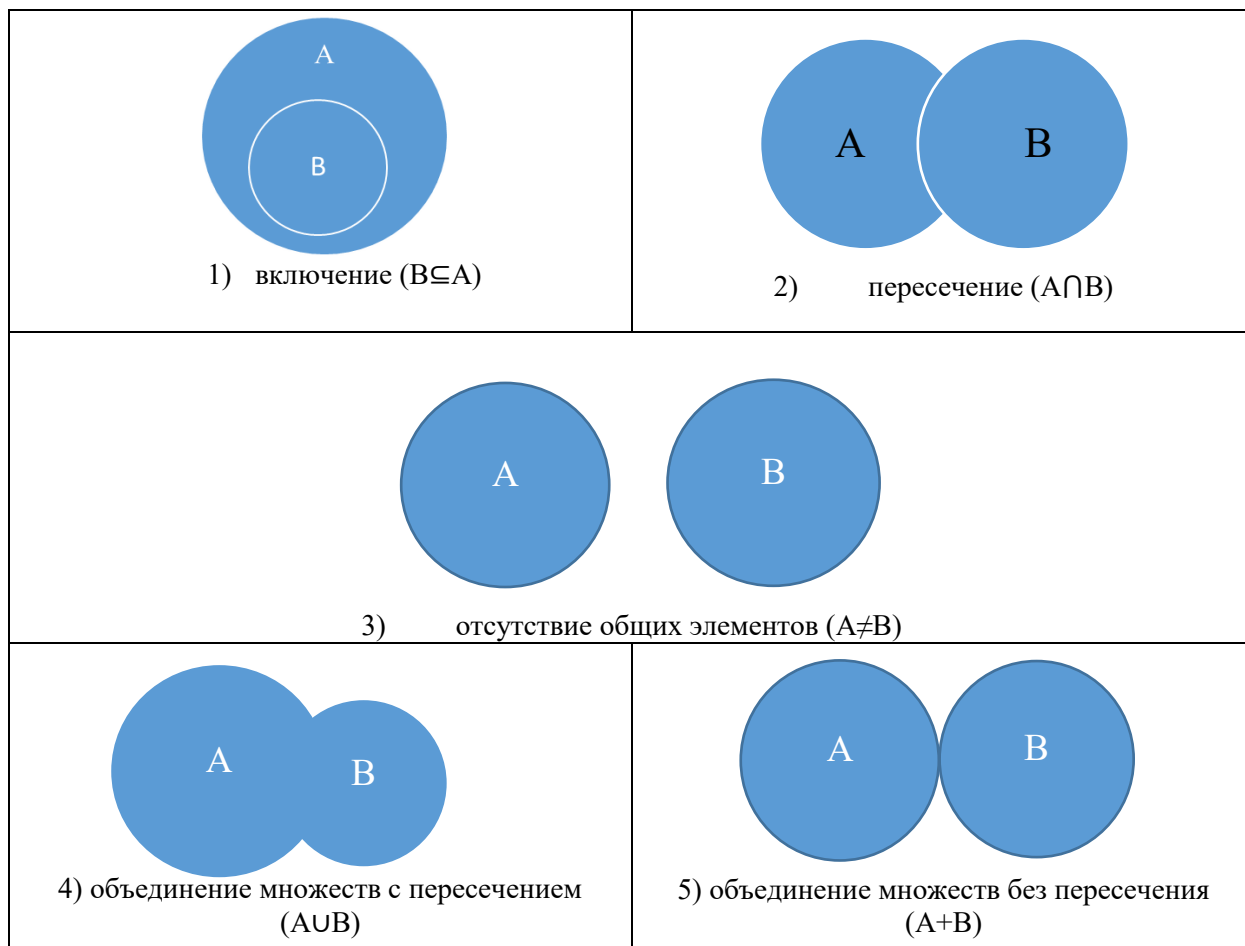 A
B
1) включение (B⊆A)
A
B
2) пересечение (A⋂B)
A
B
3) отсутствие общих элементов (A≠B)
A
B
4) объединение множеств с пересечением
(A∪B)
A
B
5) объединение множеств без пересечения
(A+B)